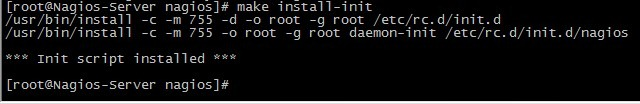 [root@Nagios-Server nagios]# make install-init
/usr/bin/install -c -m 755 -d -o root -g root /etc/rc.d/init.d
/usr/bin/install -c -m 755 -o root -g root daemon-init /etc/rc.d/init.d/nagios
*** Init script installed ***
[root@Nagios-Server nagios]#